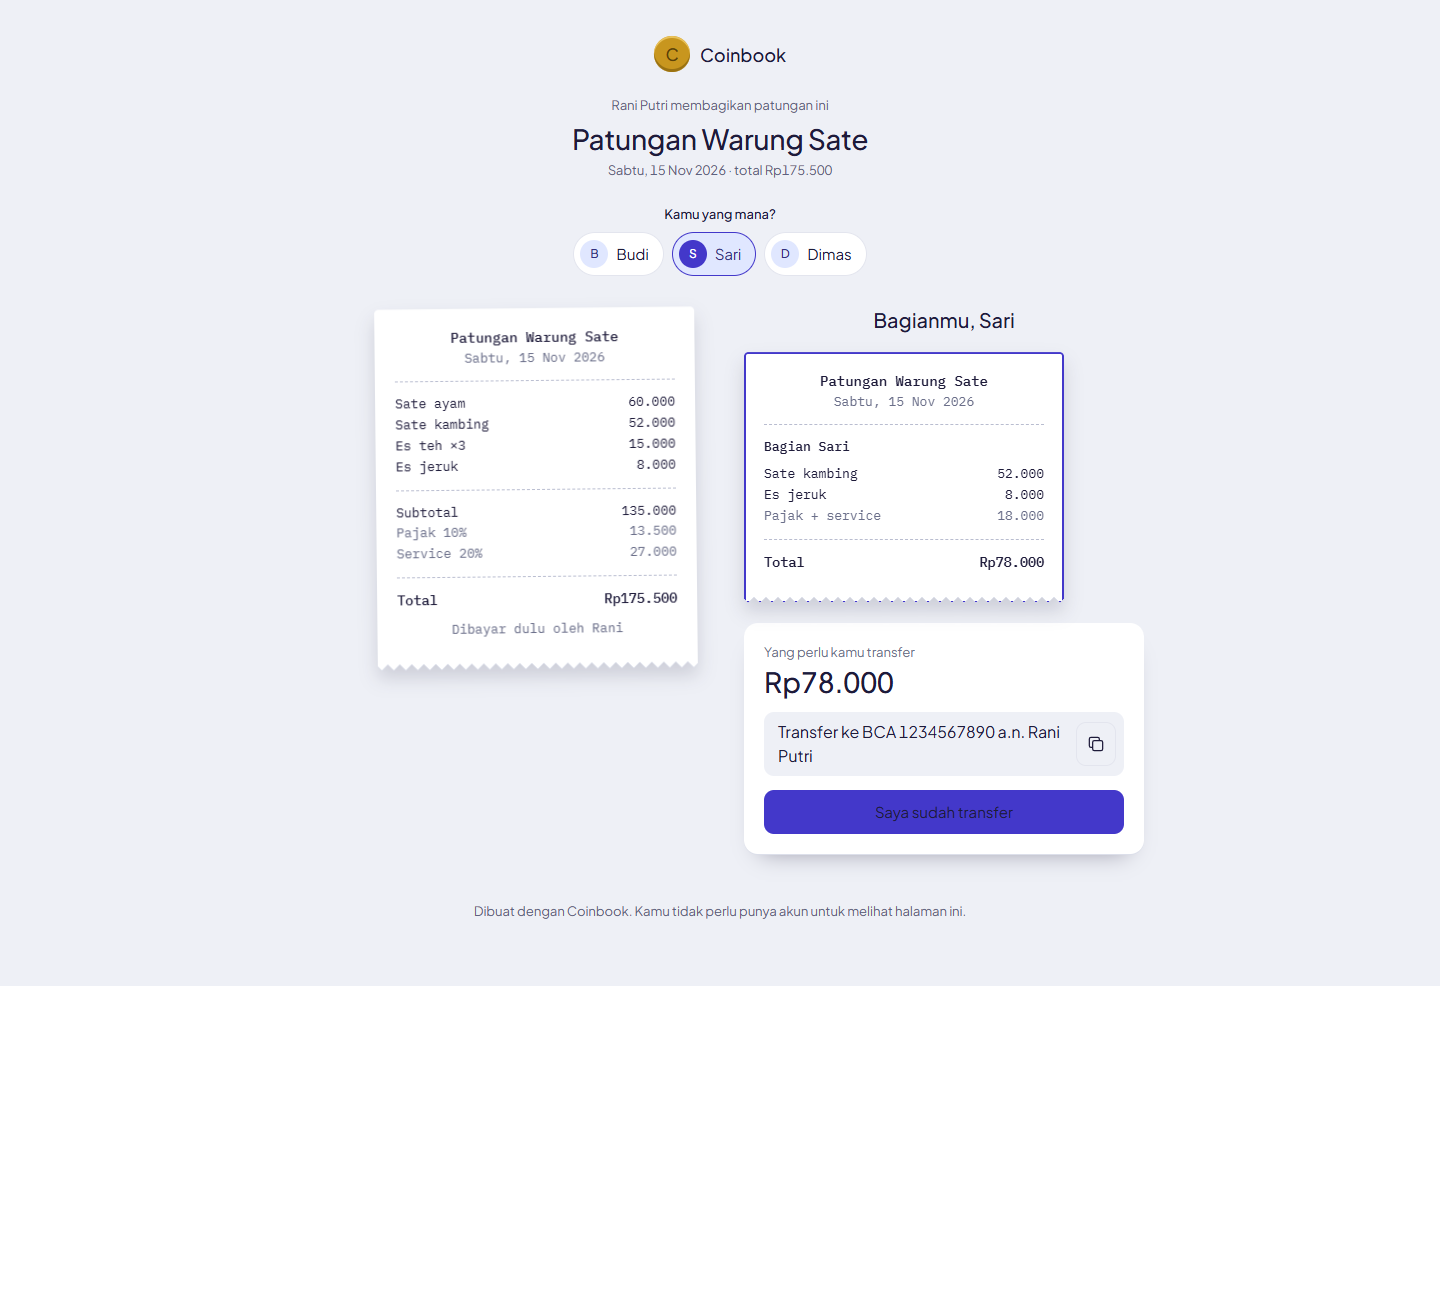 C Coinbook
Rani Putri membagikan patungan ini
Patungan Warung Sate
Sabtu, 15 Nov 2026 · total Rp175.500
Kamu yang mana?
B Budi
S Sari
D Dimas
Patungan Warung Sate
Sabtu, 15 Nov 2026
Sate ayam 60.000
Sate kambing 52.000
Es teh ×3 15.000
Es jeruk 8.000
Subtotal 135.000
Pajak 10% 13.500
Service 20% 27.000
Total Rp175.500
Dibayar dulu oleh Rani
Bagianmu, Sari
Patungan Warung Sate
Sabtu, 15 Nov 2026
Bagian Sari
Sate kambing 52.000
Es jeruk 8.000
Pajak + service 18.000
Total Rp78.000
Yang perlu kamu transfer
Rp78.000
Transfer ke BCA 1234567890 a.n. Rani
Putri
Saya sudah transfer
Dibuat dengan Coinbook. Kamu tidak perlu punya akun untuk melihat halaman ini.